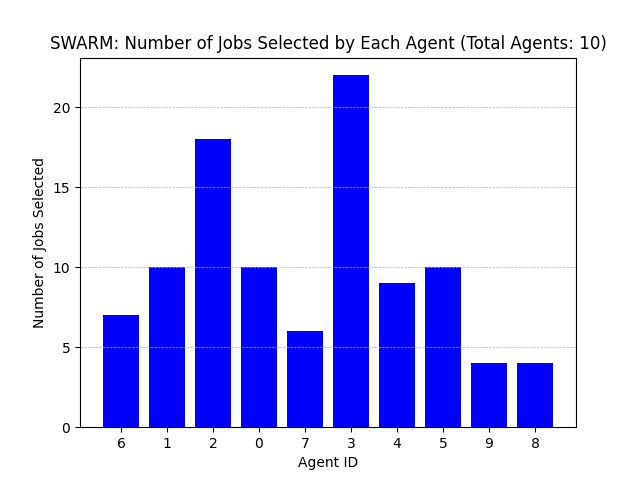 SWARM: Number of Jobs Selected by Each Agent (Total Agents: 10)
Number of Jobs Selected
20
15
10
5
0
6 1 2 0 7 3 4 5 9 8
Agent ID